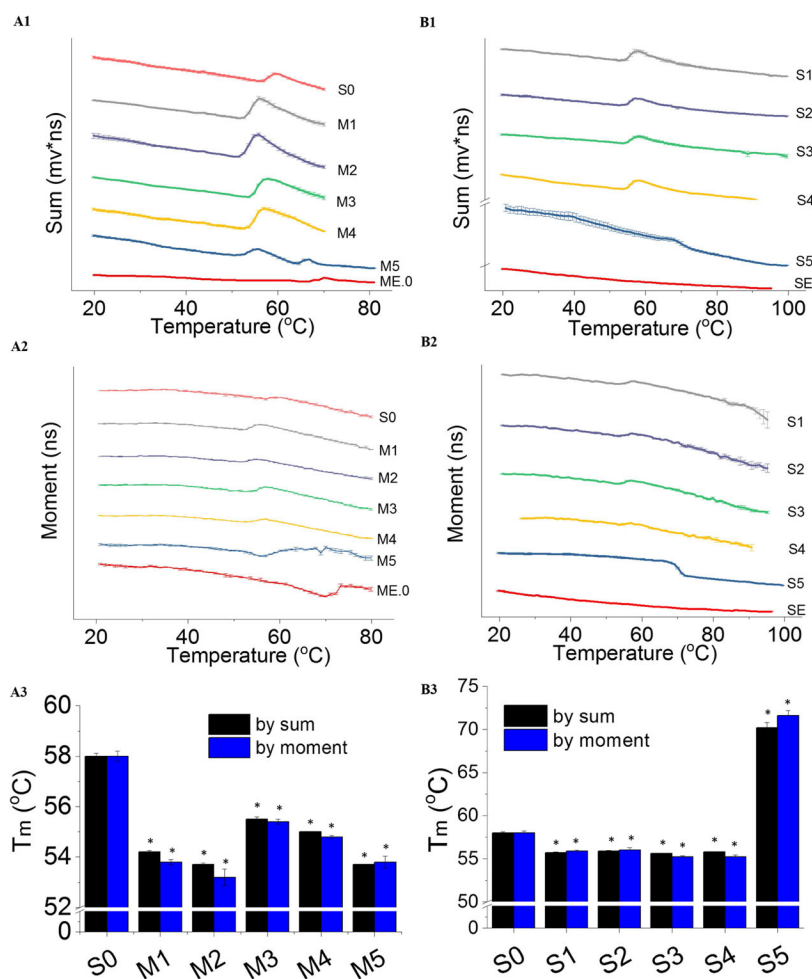 A1
Sum (mv*ns)
S0
M1
M2
M3
M4
M5
ME.0
20 40 60 80
Temperature (°C)
B1
Sum (mv*ns)
S1
S2
S3
S4
S5
SE
20 40 60 80 100
Temperature (°C)
A2
Moment (ns)
S0
M1
M2
M3
M4
M5
ME.0
20 40 60 80
Temperature (°C)
B2
Moment (ns)
S1
S2
S3
S4
S5
SE
20 40 60 80 100
Temperature (°C)
A3
Tm (°C)
60
58
56
54
52
0
by sum
by moment
* * * * * * * * * *
S0 M1 M2 M3 M4 M5
B3
Tm (°C)
75
70
65
60
55
50
0
by sum
by moment
* * * * * * * * * *
S0 S1 S2 S3 S4 S5